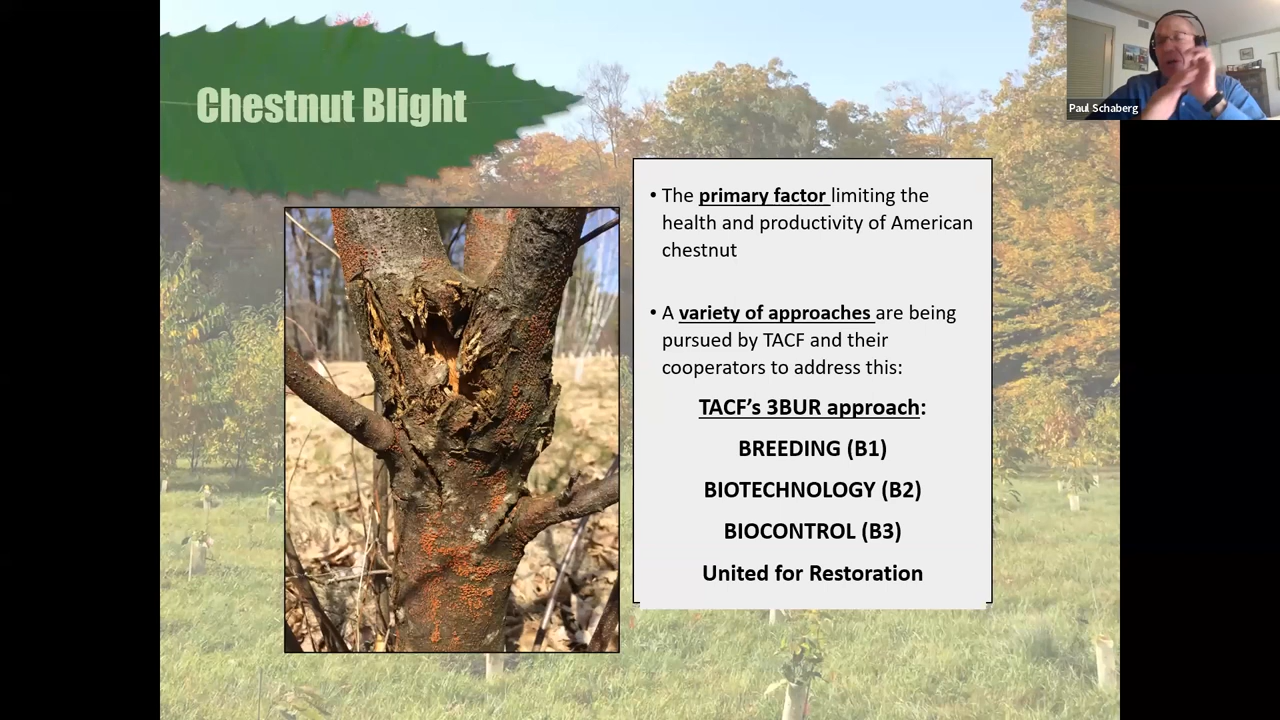 Chestnut Blight
Paul Schaberg
• The primary factor limiting the
health and productivity of American
chestnut
• A variety of approaches are being
pursued by TACF and their
cooperators to address this:
TACF’s 3BUR approach:
BREEDING (B1)
BIOTECHNOLOGY (B2)
BIOCONTROL (B3)
United for Restoration